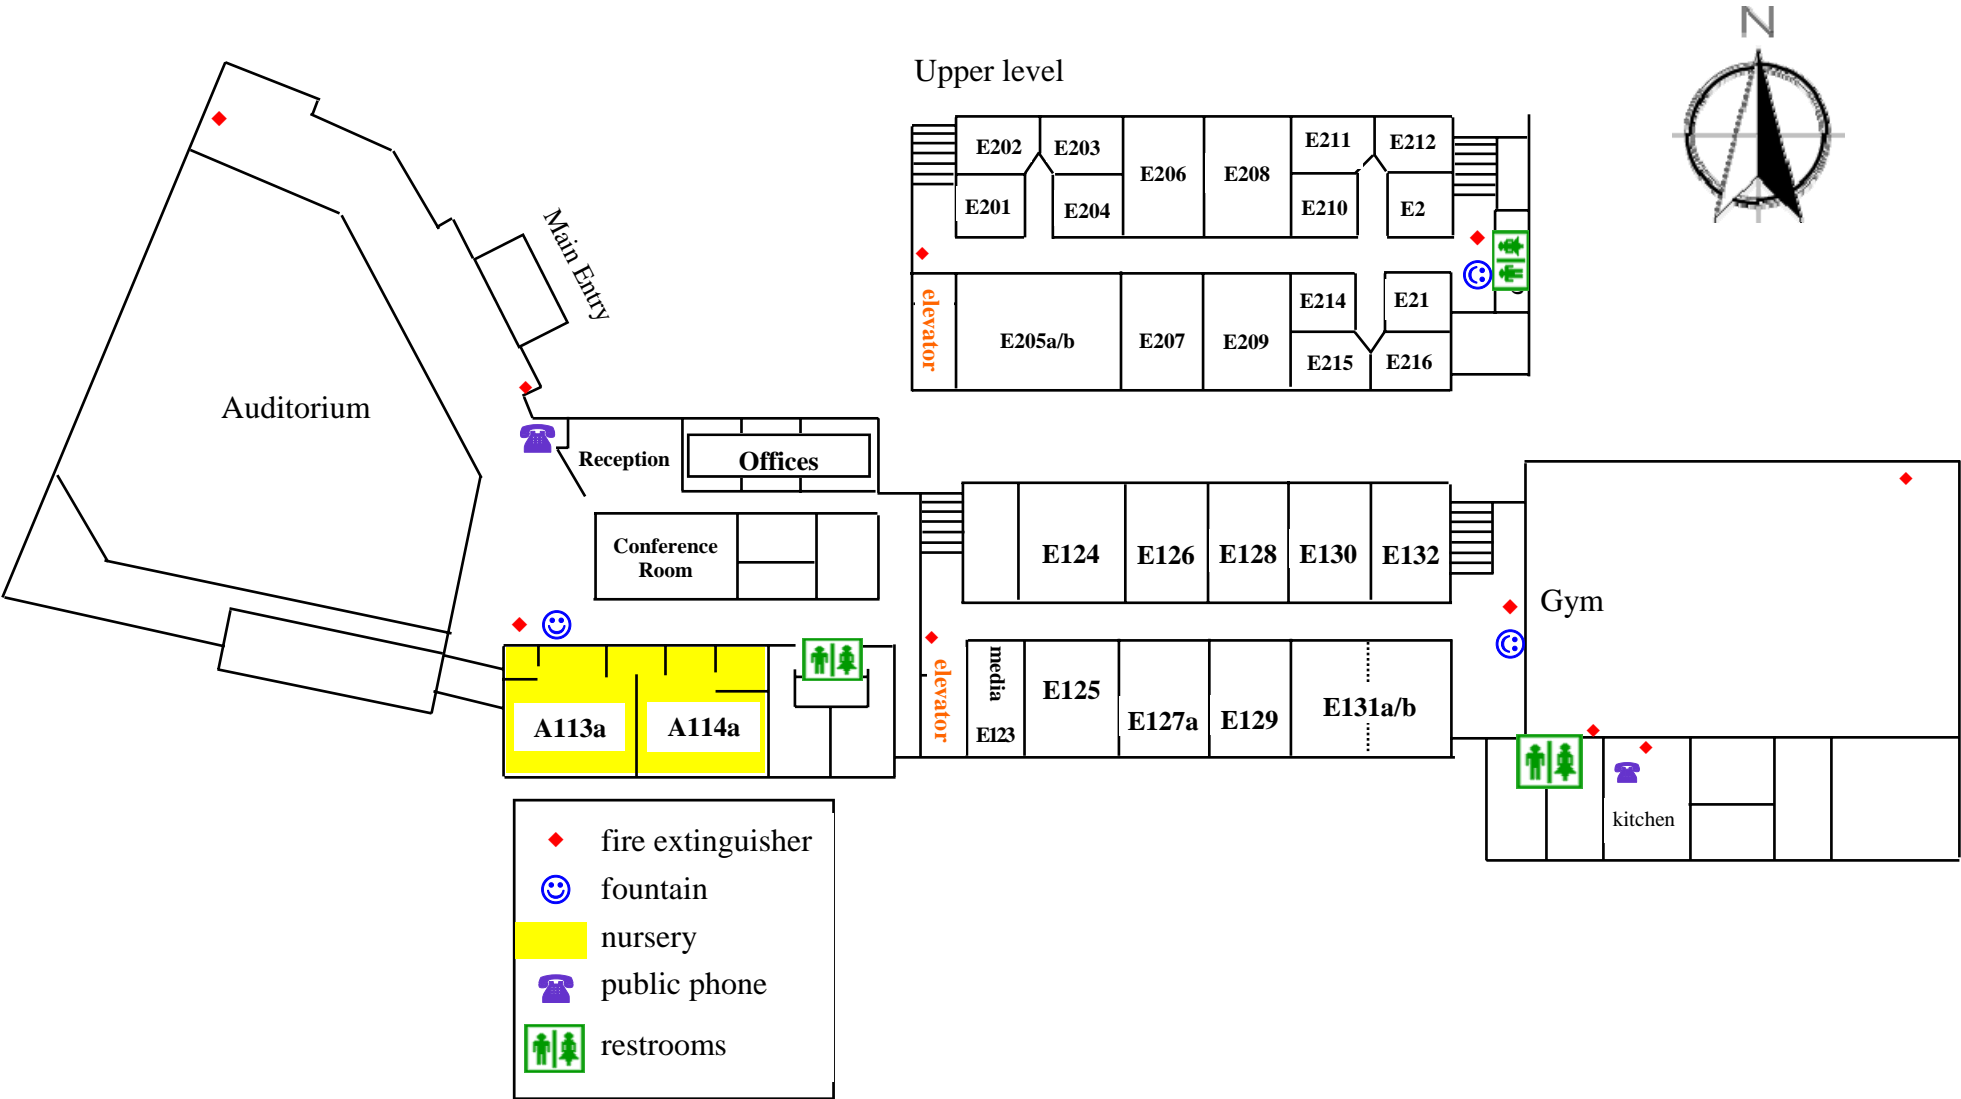 N
Upper level
E202
E203
E206
E208
E211
E212
E201
E204
E210
E2
Main Entry
elevator
E205a/b
E207
E209
E214
E21
E215
E216
Auditorium
Reception
Offices
Conference
Room
E124
E126
E128
E130
E132
Gym
elevator
media
E123
E125
E127a
E129
E131a/b
A113a
A114a
kitchen
fire extinguisher
fountain
nursery
public phone
restrooms